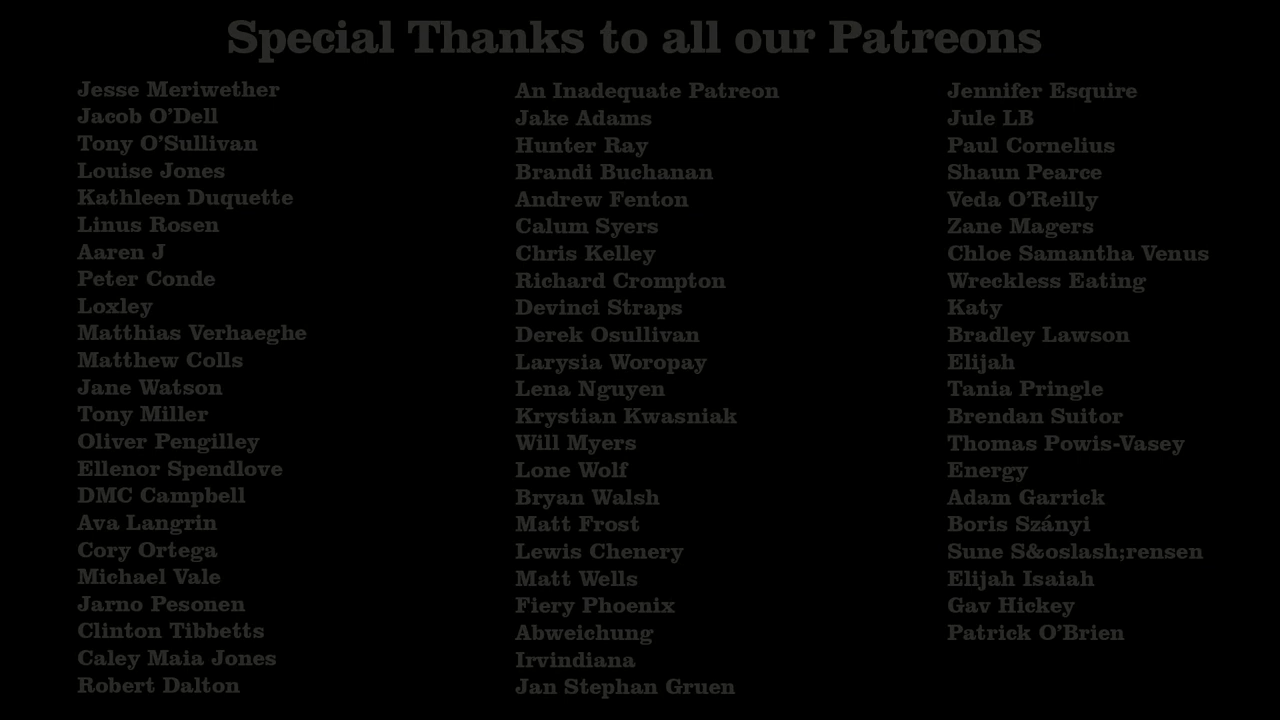 Special Thanks to all our Patreons
Jesse Meriwether
Jacob O'Dell
Tony O'Sullivan
Louise Jones
Kathleen Duquette
Linus Rosen
Aaren J
Peter Conde
Loxley
Matthias Verhaeghe
Matthew Colls
Jane Watson
Tony Miller
Oliver Pengilley
Ellenor Spendlove
DMC Campbell
Ava Langrin
Cory Ortega
Michael Vale
Jarno Pesonen
Clinton Tibbetts
Caley Maia Jones
Robert Dalton
An Inadequate Patreon
Jake Adams
Hunter Ray
Brandi Buchanan
Andrew Fenton
Calum Syers
Chris Kelley
Richard Crompton
Devinci Straps
Derek Osullivan
Larysia Woropay
Lena Nguyen
Krystian Kwasniak
Will Myers
Lone Wolf
Bryan Walsh
Matt Frost
Lewis Chenery
Matt Wells
Fiery Phoenix
Abweichung
Irvindiana
Jan Stephan Gruen
Jennifer Esquire
Jule LB
Paul Cornelius
Shaun Pearce
Veda O'Reilly
Zane Magers
Chloe Samantha Venus
Wreckless Eating
Katy
Bradley Lawson
Elijah
Tania Pringle
Brendan Suitor
Thomas Powis-Vasey
Energy
Adam Garrick
Boris Szányi
Sune S&oslash;rensen
Elijah Isaiah
Gav Hickey
Patrick O'Brien